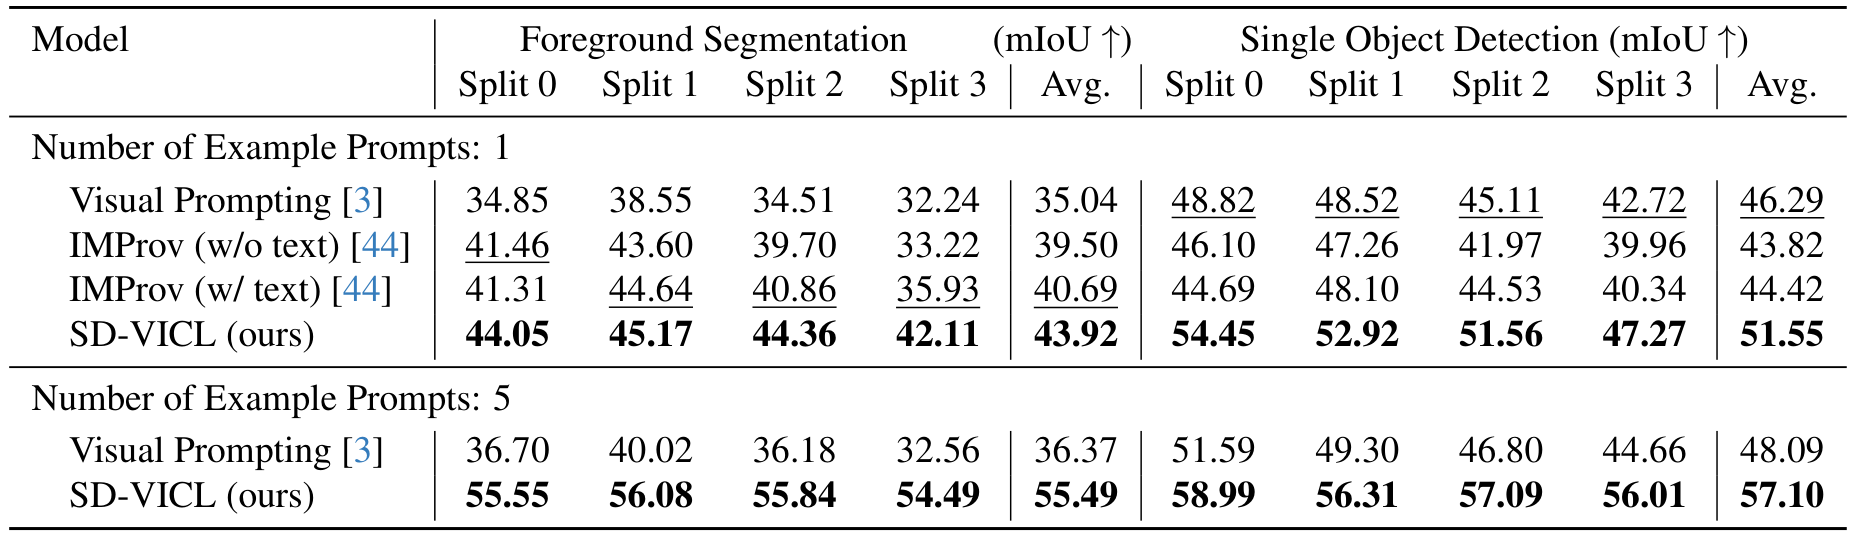 Model Foreground Segmentation (mIoU ↑) Single Object Detection (mIoU ↑)
Split 0 Split 1 Split 2 Split 3 Avg. Split 0 Split 1 Split 2 Split 3 Avg.
Number of Example Prompts: 1
Visual Prompting [3] 34.85 38.55 34.51 32.24 35.04 48.82 48.52 45.11 42.72 46.29
IMProv (w/o text) [44] 41.46 43.60 39.70 33.22 39.50 46.10 47.26 41.97 39.96 43.82
IMProv (w/ text) [44] 41.31 44.64 40.86 35.93 40.69 44.69 48.10 44.53 40.34 44.42
SD-VICL (ours) 44.05 45.17 44.36 42.11 43.92 54.45 52.92 51.56 47.27 51.55
Number of Example Prompts: 5
Visual Prompting [3] 36.70 40.02 36.18 32.56 36.37 51.59 49.30 46.80 44.66 48.09
SD-VICL (ours) 55.55 56.08 55.84 54.49 55.49 58.99 56.31 57.09 56.01 57.10